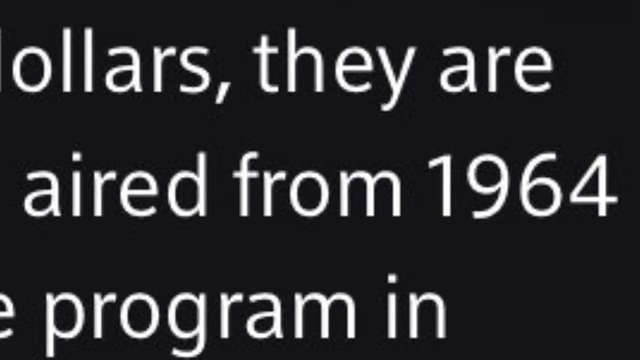 dollars, they are
aired from 1964
e program in